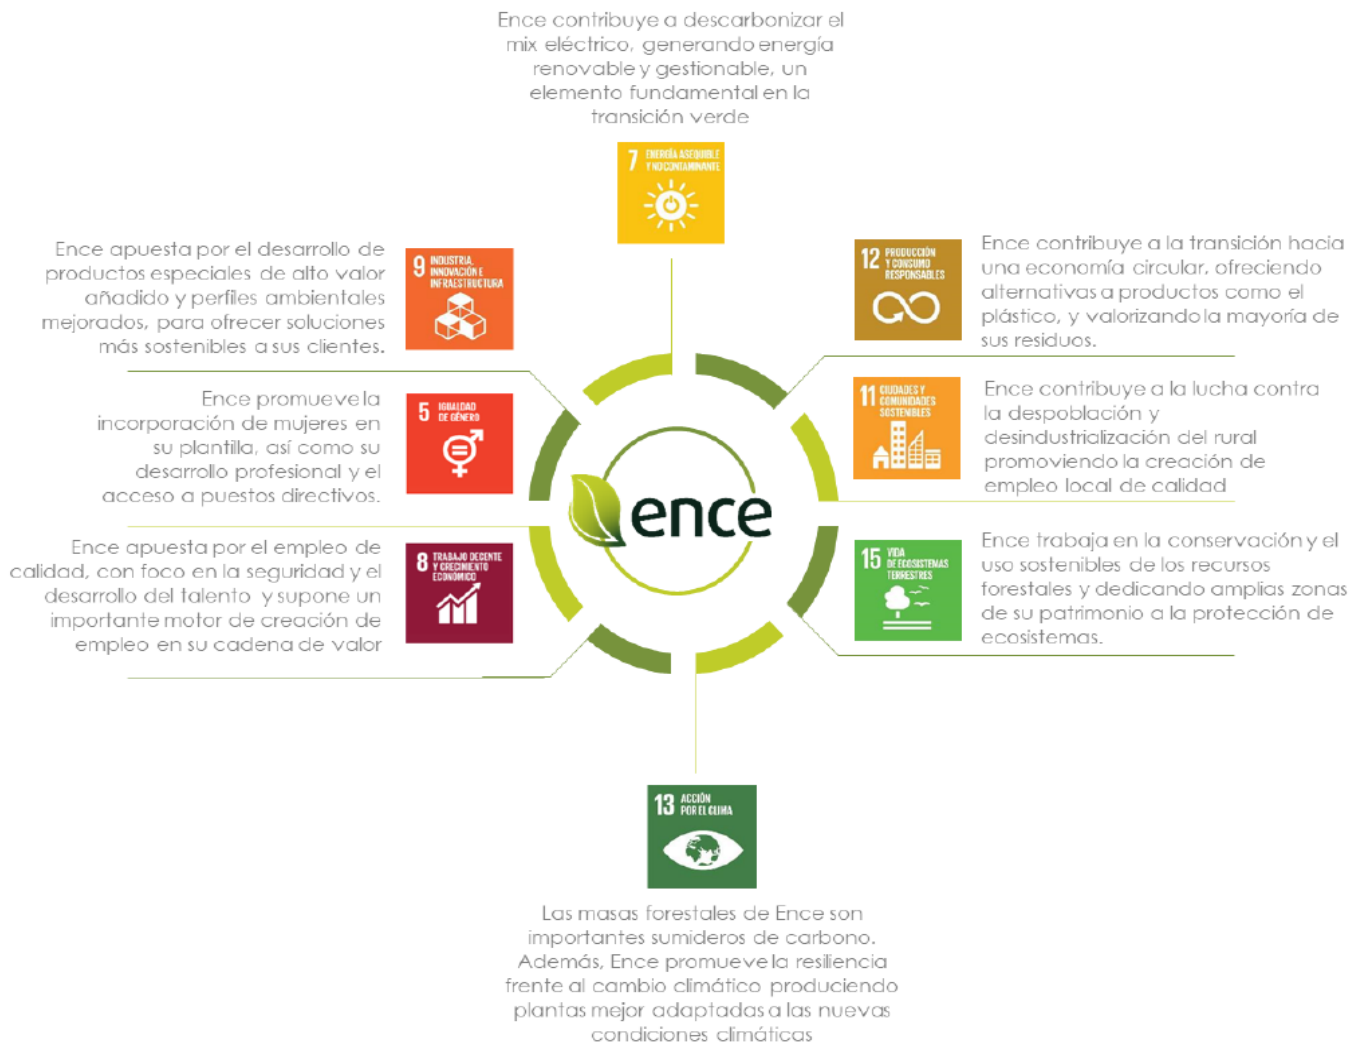 Ence contribuye a descarbonizar el
mix eléctrico, generando energía
renovable y gestionable, un
elemento fundamental en la
transición verde
7 ENERGÍA ASEQUIBLE
Y NO CONTAMINANTE
Ence apuesta por el desarrollo de
productos especiales de alto valor
añadido y perfiles ambientales
mejorados, para ofrecer soluciones
más sostenibles a sus clientes.
9 INDUSTRIA,
INNOVACIÓN E
INFRAESTRUCTURA
12 PRODUCCIÓN
Y CONSUMO
RESPONSABLES
Ence contribuye a la transición hacia
una economía circular, ofreciendo
alternativas a productos como el
plástico, y valorizando la mayoría de
sus residuos.
Ence promueve la
incorporación de mujeres en
su plantilla, así como su
desarrollo profesional y el
acceso a puestos directivos.
5 IGUALDAD
DE GÉNERO
11 CIUDADES Y
COMUNIDADES
SOSTENIBLES
Ence contribuye a la lucha contra
la despoblación y
desindustrialización del rural
promoviendo la creación de
empleo local de calidad
ence
Ence apuesta por el empleo de
calidad, con foco en la seguridad y el
desarrollo del talento y supone un
importante motor de creación de
empleo en su cadena de valor
8 TRABAJO DECENTE
Y CRECIMIENTO
ECONÓMICO
15 VIDA
DE ECOSISTEMAS
TERRESTRES
Ence trabaja en la conservación y el
uso sostenibles de los recursos
forestales y dedicando amplias zonas
de su patrimonio a la protección de
ecosistemas.
13 ACCIÓN
POR EL CLIMA
Las masas forestales de Ence son
importantes sumideros de carbono.
Además, Ence promueve la resiliencia
frente al cambio climático produciendo
plantas mejor adaptadas a las nuevas
condiciones climáticas